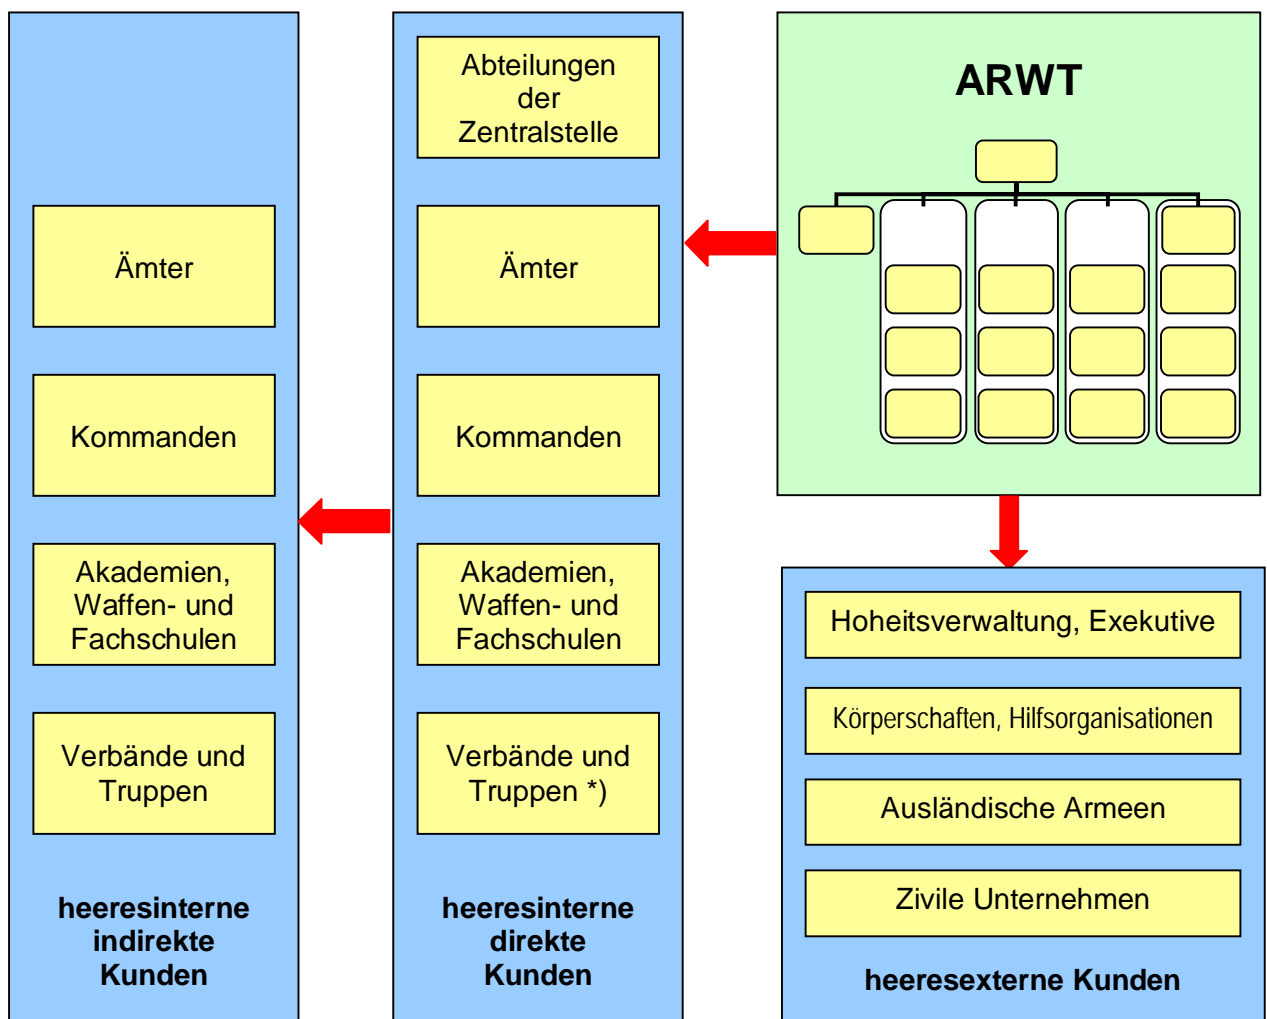 Ämter
Kommanden
Akademien,
Waffen- und
Fachschulen
Verbände und
Truppen
heeresinterne
indirekte
Kunden
Abteilungen
der
Zentralstelle
Ämter
Kommanden
Akademien,
Waffen- und
Fachschulen
Verbände und
Truppen *)
heeresinterne
direkte
Kunden
ARWT
Hoheitsverwaltung, Exekutive
Körperschaften, Hilfsorganisationen
Ausländische Armeen
Zivile Unternehmen
heeresexterne Kunden